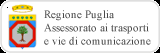 Regione Puglia
Assessorato ai trasporti
e vie di comunicazione